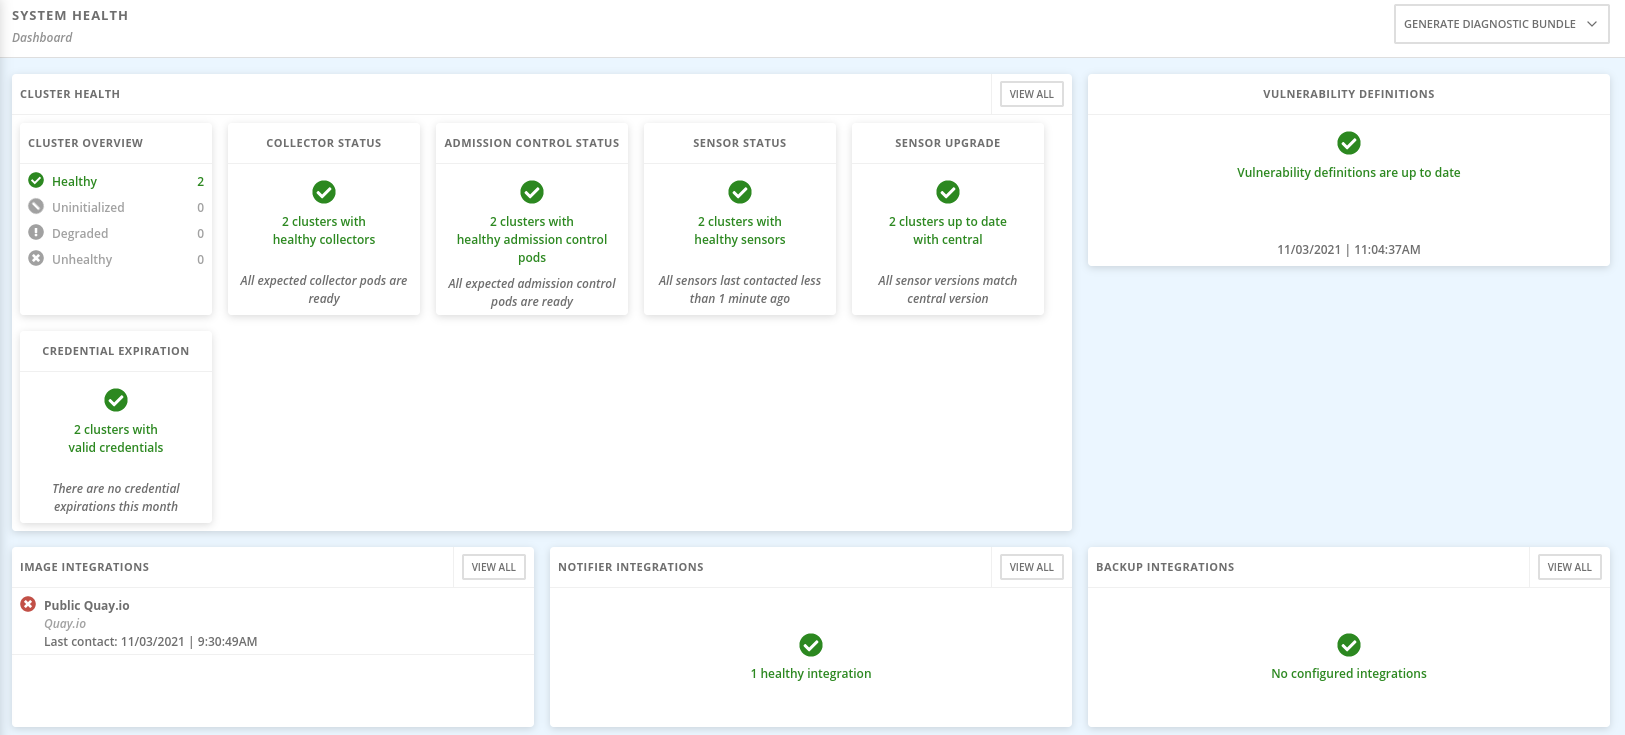 SYSTEM HEALTH
Dashboard
GENERATE DIAGNOSTIC BUNDLE
CLUSTER HEALTH
VIEW ALL
CLUSTER OVERVIEW
Healthy 2
Uninitialized 0
Degraded 0
Unhealthy 0
COLLECTOR STATUS
2 clusters with
healthy collectors
All expected collector pods are
ready
ADMISSION CONTROL STATUS
2 clusters with
healthy admission control
pods
All expected admission control
pods are ready
SENSOR STATUS
2 clusters with
healthy sensors
All sensors last contacted less
than 1 minute ago
SENSOR UPGRADE
2 clusters up to date
with central
All sensor versions match
central version
CREDENTIAL EXPIRATION
2 clusters with
valid credentials
There are no credential
expirations this month
VULNERABILITY DEFINITIONS
Vulnerability definitions are up to date
11/03/2021 | 11:04:37AM
IMAGE INTEGRATIONS
VIEW ALL
Public Quay.io
Quay.io
Last contact: 11/03/2021 | 9:30:49AM
NOTIFIER INTEGRATIONS
VIEW ALL
1 healthy integration
BACKUP INTEGRATIONS
VIEW ALL
No configured integrations